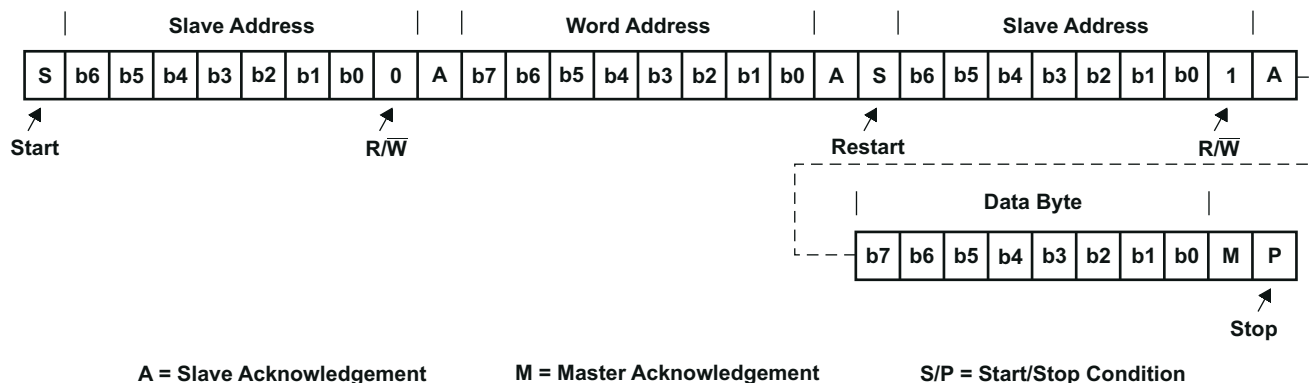 Slave Address Word Address Slave Address
S b6 b5 b4 b3 b2 b1 b0 0 A b7 b6 b5 b4 b3 b2 b1 b0 A S b6 b5 b4 b3 b2 b1 b0 1 A
Start R/W̅ Restart R/W̅
Data Byte
b7 b6 b5 b4 b3 b2 b1 b0 M P
Stop
A = Slave Acknowledgement M = Master Acknowledgement S/P = Start/Stop Condition